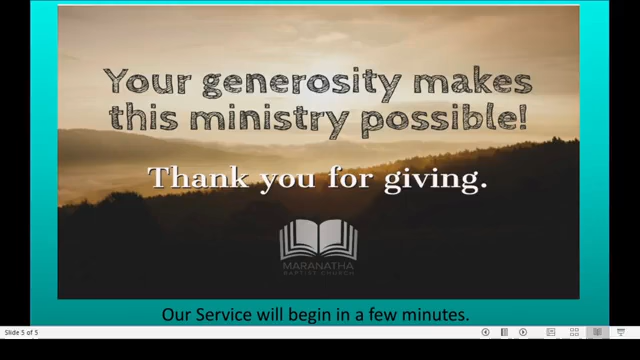 Your generosity makes
this ministry possible!
Thank you for giving.
MARANATHA
BAPTIST CHURCH
Our Service will begin in a few minutes.
Slide 5 of 5